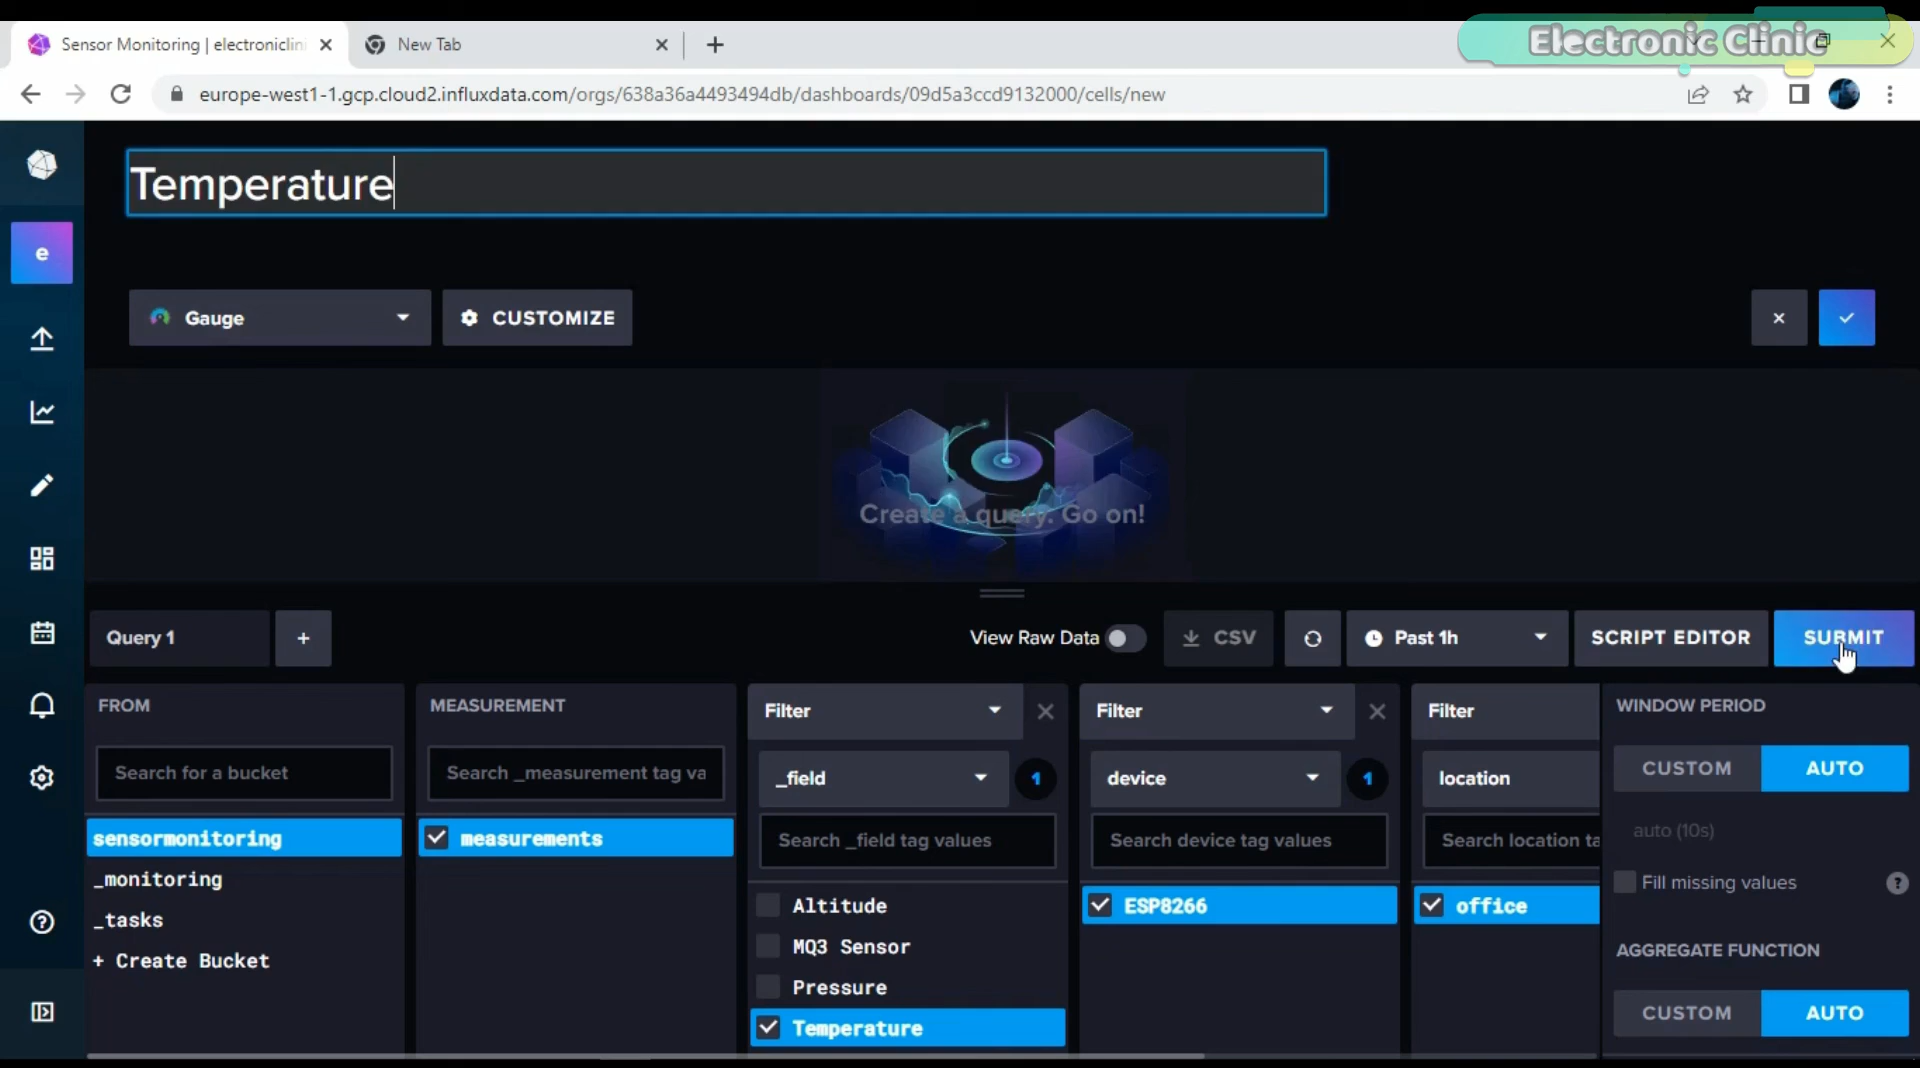 Electronic Clinic
Sensor Monitoring | electronicclini
New Tab
europe-west1-1.gcp.cloud2.influxdata.com/orgs/638a36a4493494db/dashboards/09d5a3ccd9132000/cells/new
Temperature
e
Gauge
CUSTOMIZE
Create a query. Go on!
Query 1
+
View Raw Data
CSV
Past 1h
SCRIPT EDITOR
SUBMIT
FROM
MEASUREMENT
Filter
Filter
Filter
WINDOW PERIOD
Search for a bucket
Search _measurement tag va
_field
1
device
1
location
CUSTOM
AUTO
sensormonitoring
measurements
Search _field tag values
Search device tag values
Search location ta
auto (10s)
_monitoring
Altitude
ESP8266
office
Fill missing values
?
_tasks
MQ3 Sensor
AGGREGATE FUNCTION
+ Create Bucket
Pressure
Temperature
CUSTOM
AUTO